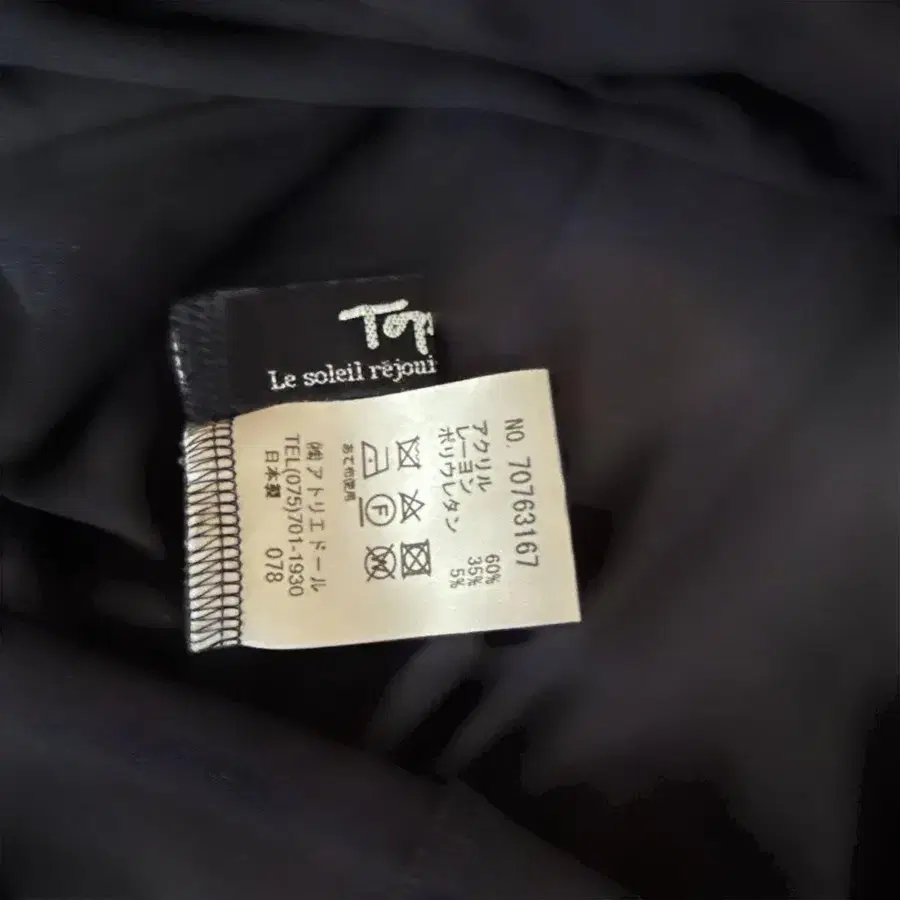 Top
Le soleil réjoui
NO. 70763167
アクリル 60%
レーヨン 35%
ポリウレタン 5%
あて布使用
㈱アトリエドール
TEL(075)701-1930
日本製 078